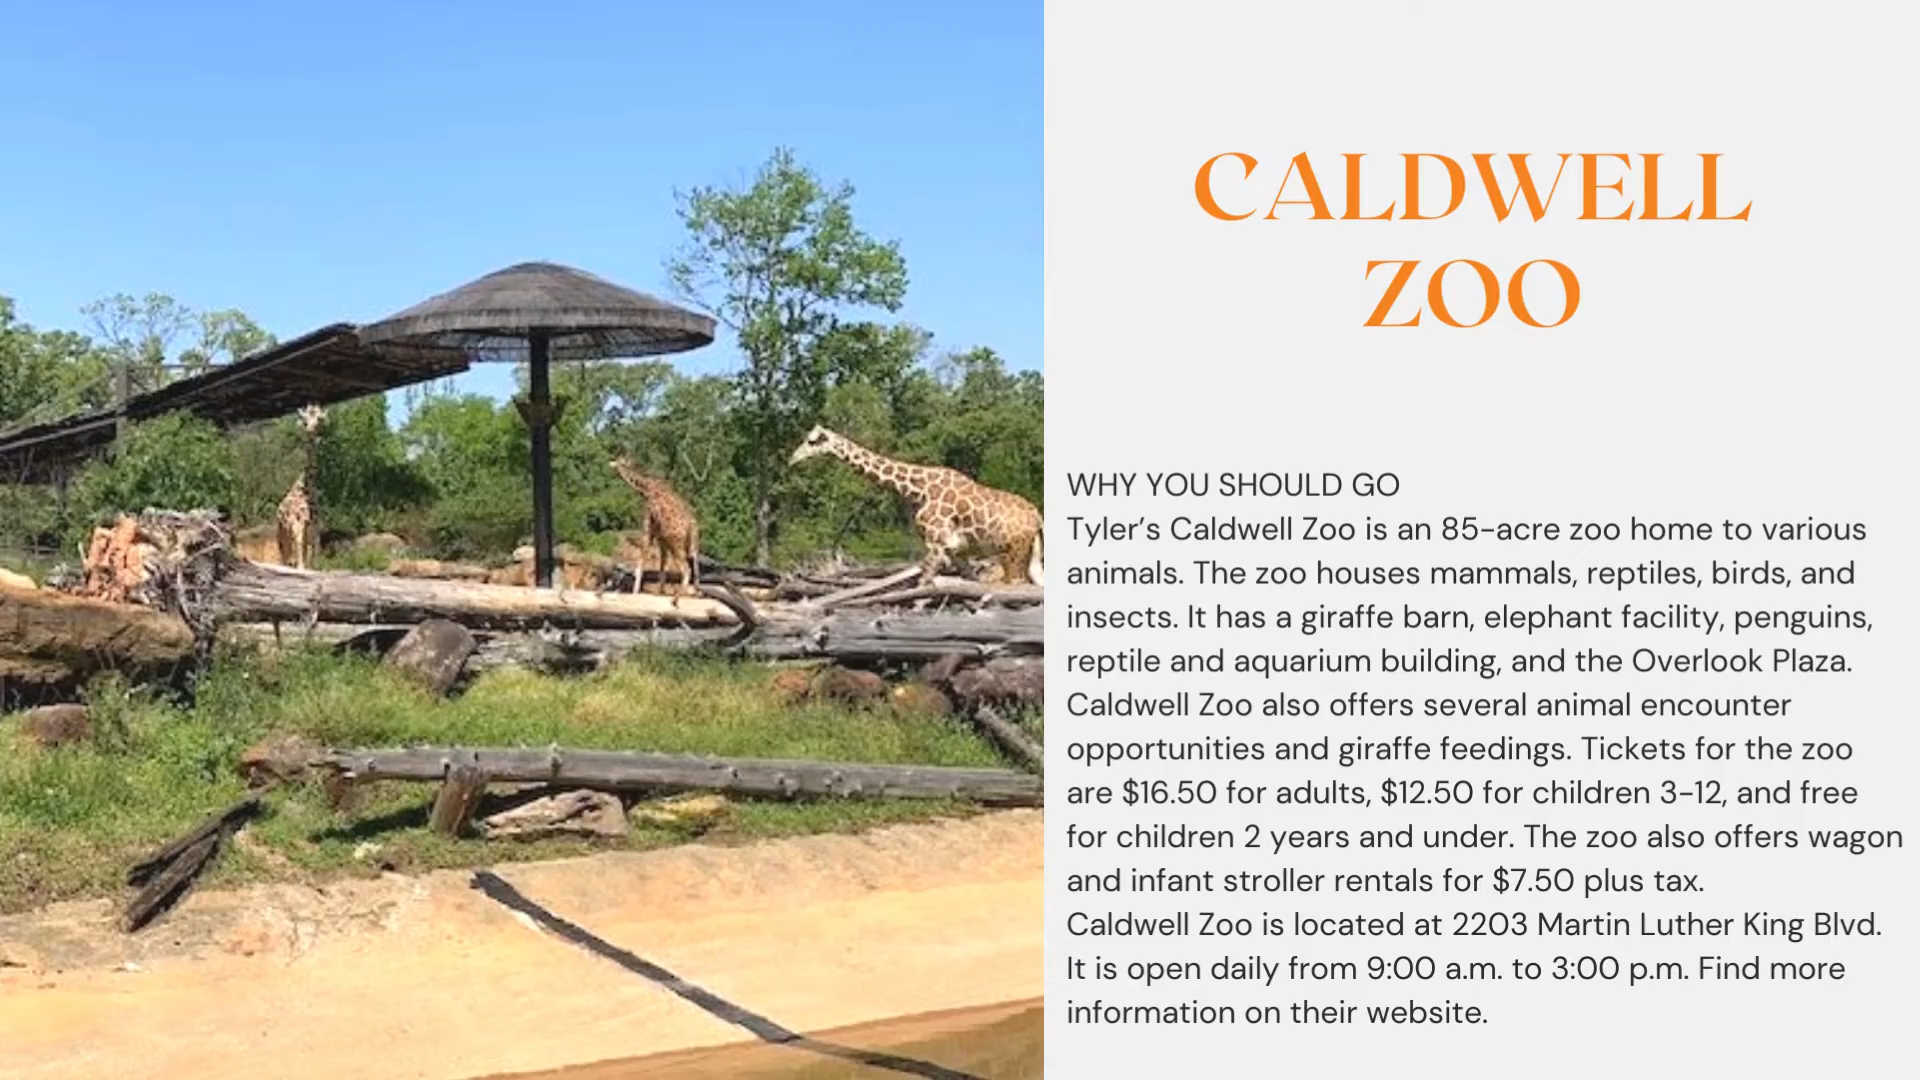 CALDWELL
ZOO
WHY YOU SHOULD GO
Tyler’s Caldwell Zoo is an 85-acre zoo home to various
animals. The zoo houses mammals, reptiles, birds, and
insects. It has a giraffe barn, elephant facility, penguins,
reptile and aquarium building, and the Overlook Plaza.
Caldwell Zoo also offers several animal encounter
opportunities and giraffe feedings. Tickets for the zoo
are $16.50 for adults, $12.50 for children 3-12, and free
for children 2 years and under. The zoo also offers wagon
and infant stroller rentals for $7.50 plus tax.
Caldwell Zoo is located at 2203 Martin Luther King Blvd.
It is open daily from 9:00 a.m. to 3:00 p.m. Find more
information on their website.